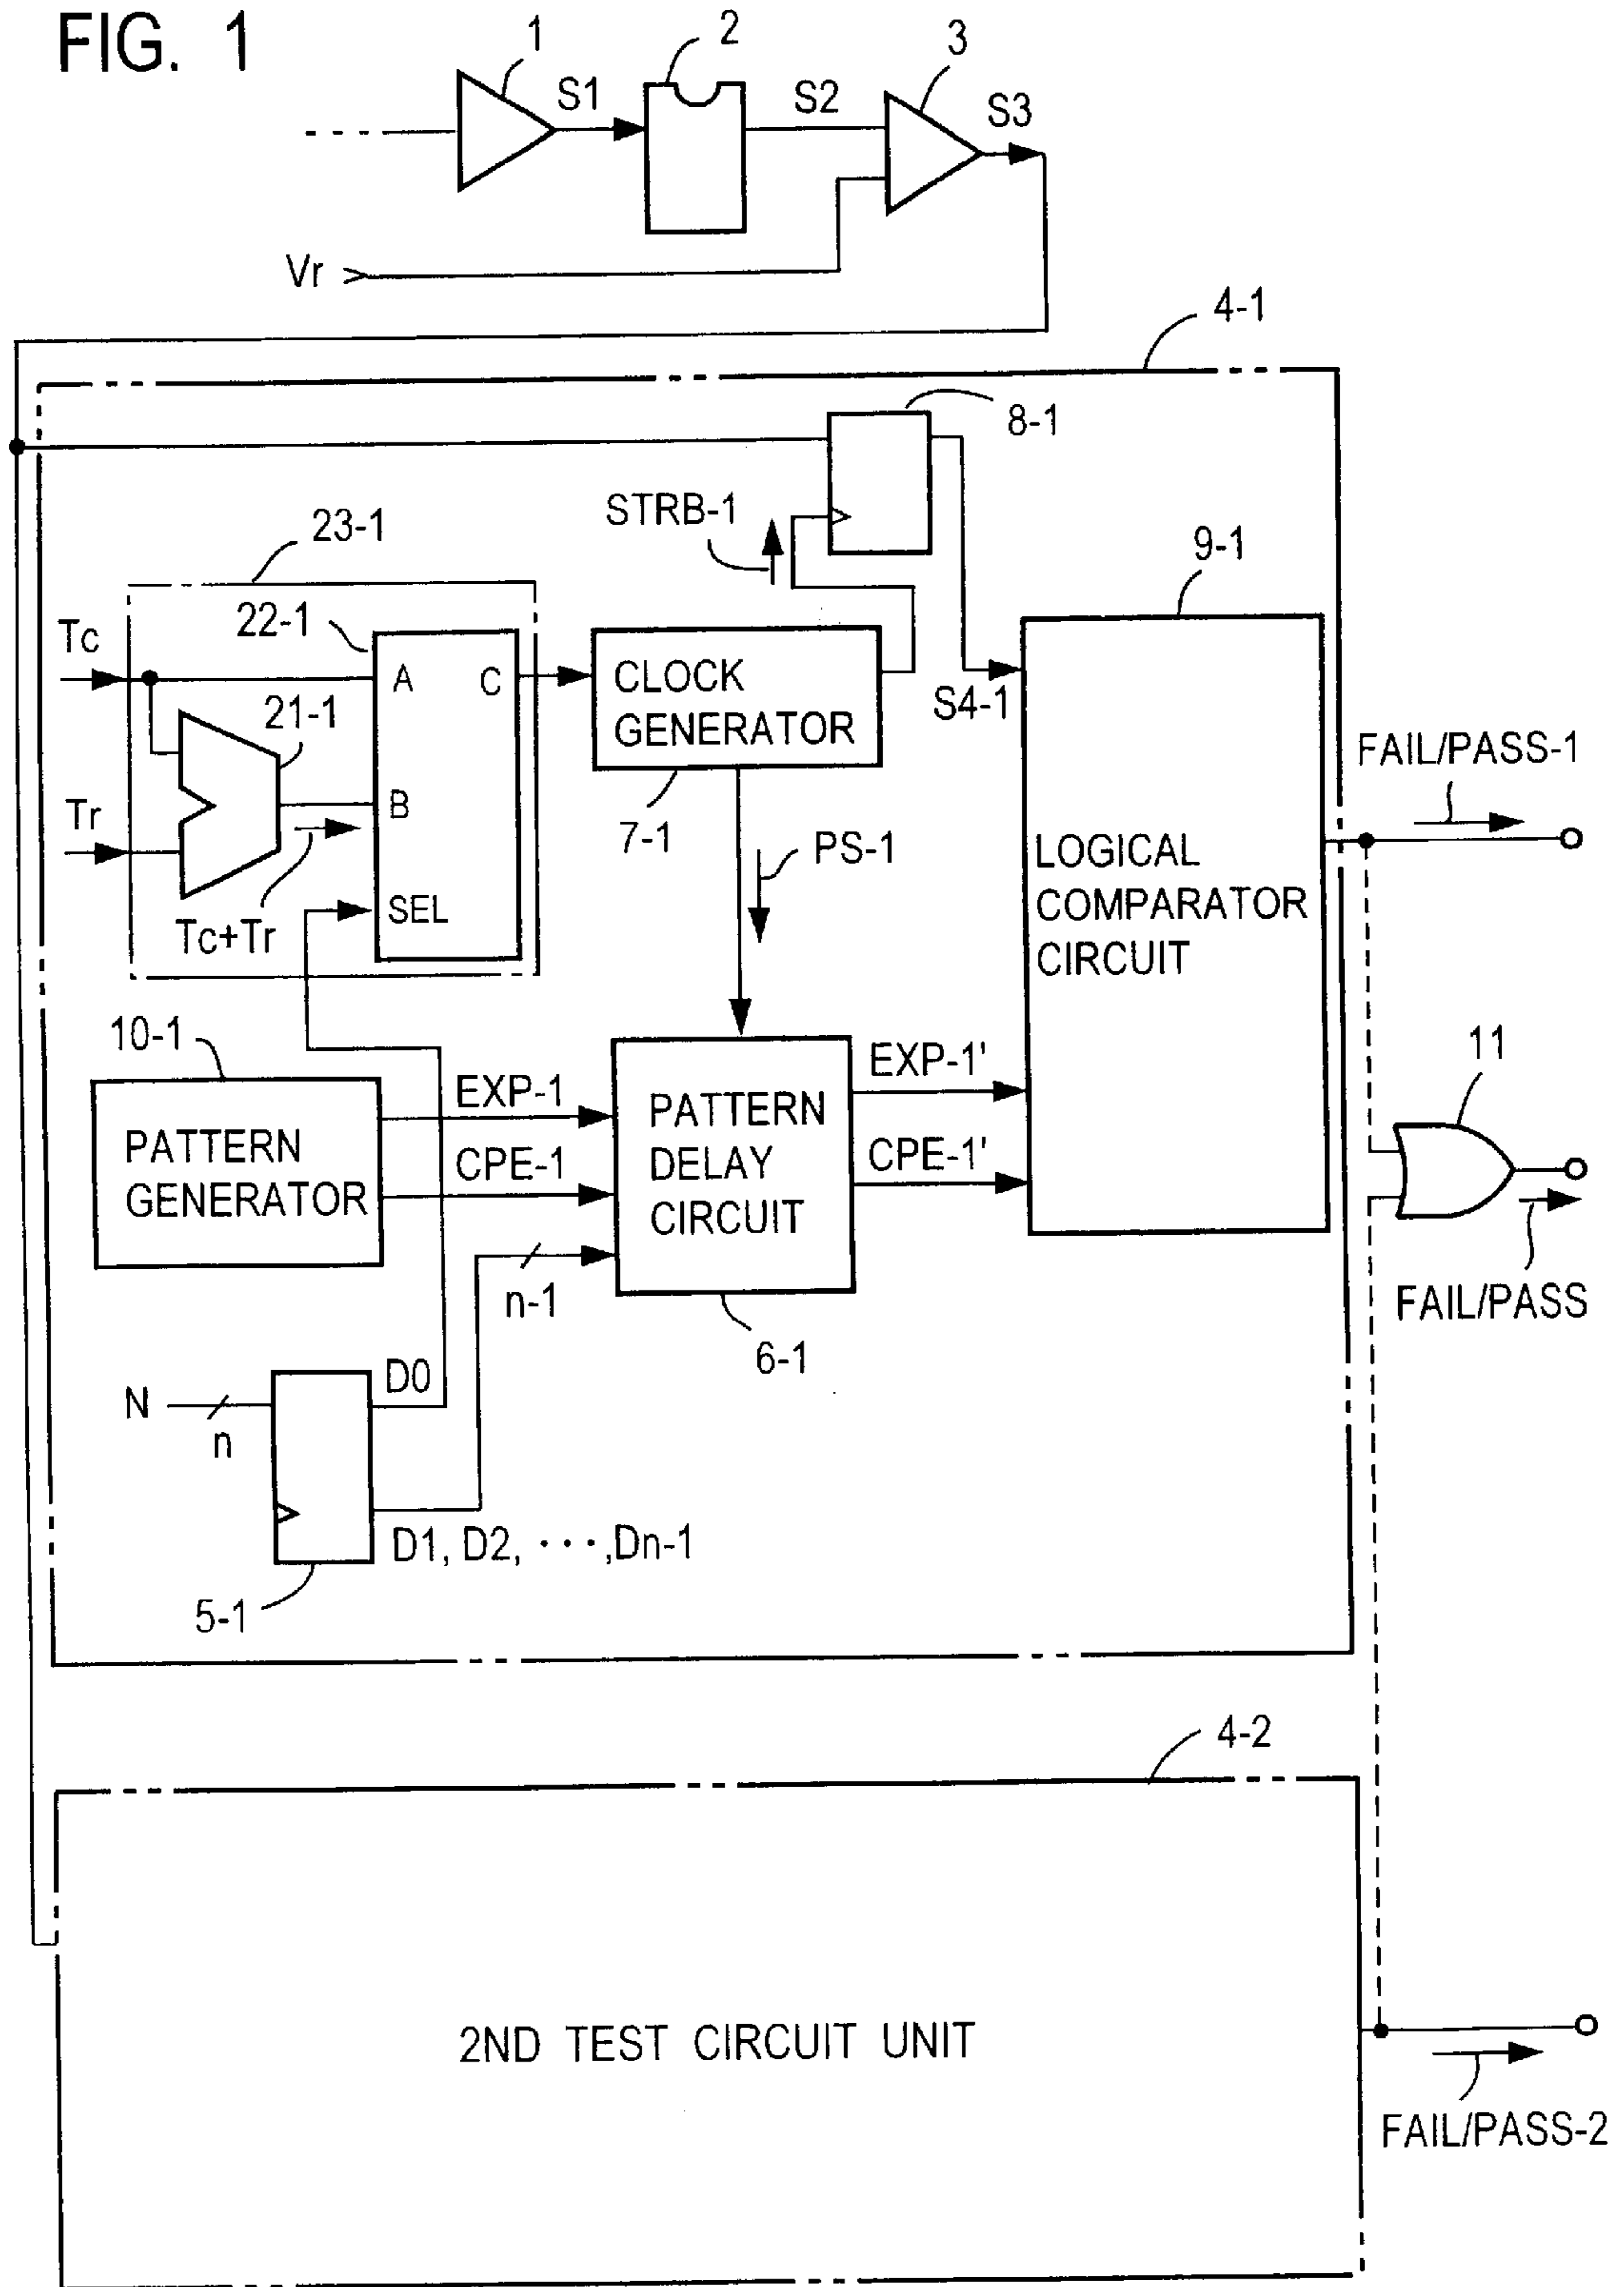 FIG. 1
1
2
3
S1
S2
S3
Vr
4-1
8-1
STRB-1
23-1
9-1
22-1
Tc
A
C
CLOCK
GENERATOR
S4-1
21-1
FAIL/PASS-1
Tr
B
7-1
PS-1
LOGICAL
COMPARATOR
CIRCUIT
SEL
Tc+Tr
10-1
11
EXP-1
EXP-1'
PATTERN
GENERATOR
PATTERN
DELAY
CIRCUIT
CPE-1
CPE-1'
n-1
FAIL/PASS
6-1
D0
N
n
D1, D2, ···,Dn-1
5-1
4-2
2ND TEST CIRCUIT UNIT
FAIL/PASS-2